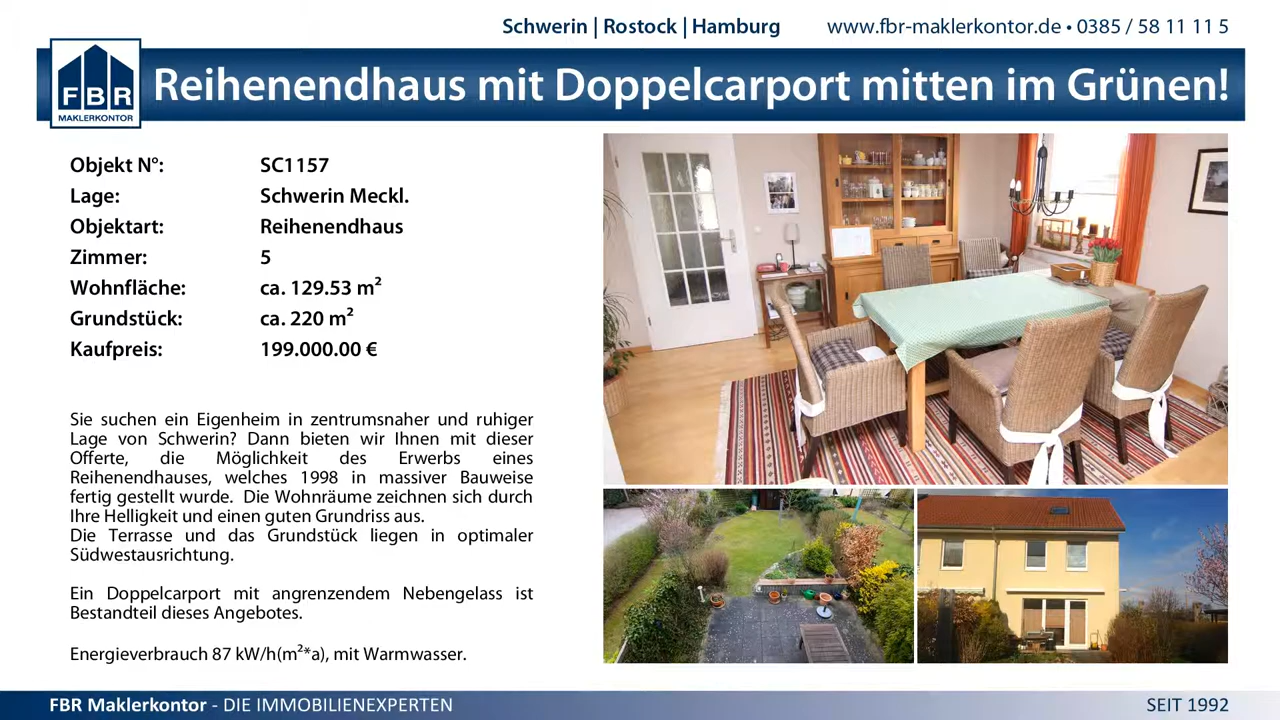 Schwerin | Rostock | Hamburg www.fbr-maklerkontor.de • 0385 / 58 11 11 5
FBR
MAKLERKONTOR
Reihenendhaus mit Doppelcarport mitten im Grünen!
Objekt N°: SC1157
Lage: Schwerin Meckl.
Objektart: Reihenendhaus
Zimmer: 5
Wohnfläche: ca. 129.53 m²
Grundstück: ca. 220 m²
Kaufpreis: 199.000.00 €
Sie suchen ein Eigenheim in zentrumsnaher und ruhiger
Lage von Schwerin? Dann bieten wir Ihnen mit dieser
Offerte, die Möglichkeit des Erwerbs eines
Reihenendhauses, welches 1998 in massiver Bauweise
fertig gestellt wurde. Die Wohnräume zeichnen sich durch
Ihre Helligkeit und einen guten Grundriss aus.
Die Terrasse und das Grundstück liegen in optimaler
Südwestausrichtung.
Ein Doppelcarport mit angrenzendem Nebengelass ist
Bestandteil dieses Angebotes.
Energieverbrauch 87 kW/h(m²*a), mit Warmwasser.
FBR Maklerkontor - DIE IMMOBILIENEXPERTEN SEIT 1992